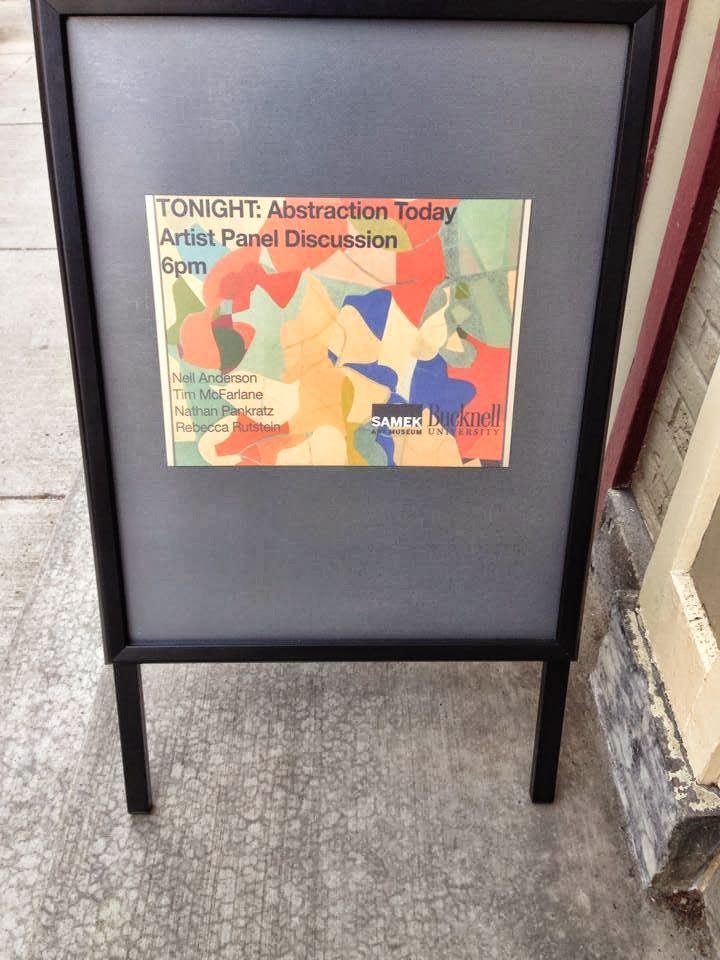 TONIGHT: Abstraction Today
Artist Panel Discussion
6pm
Neil Anderson
Tim McFarlane
Nathan Pankratz
Rebecca Rutstein
SAMEK
ART MUSEUM
Bucknell
UNIVERSITY